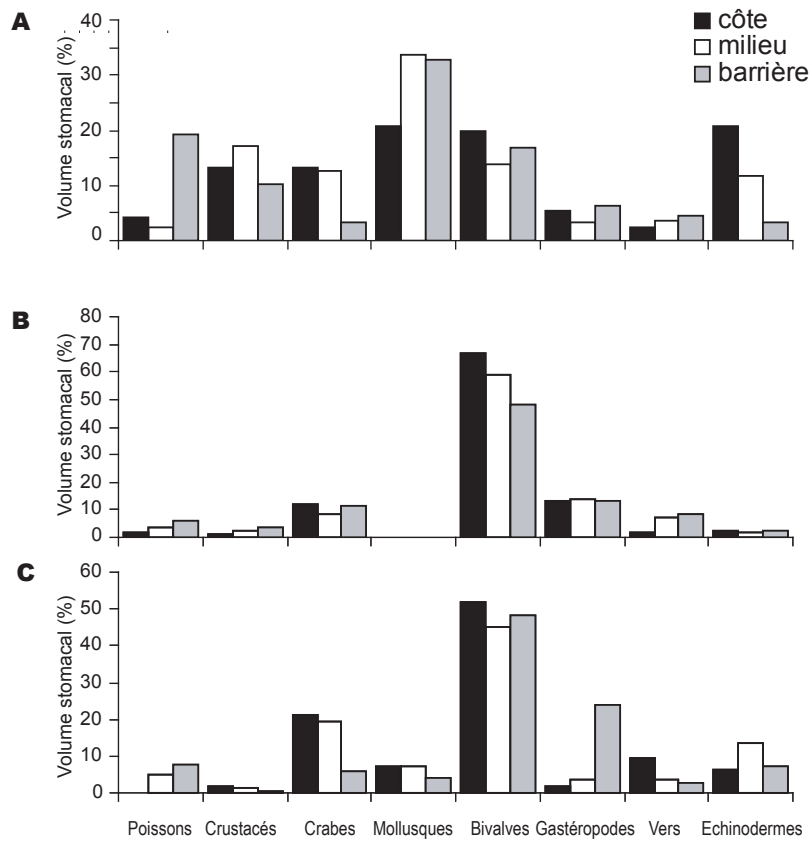 A
côte
milieu
barrière
Volume stomacal (%)
40
30
20
10
0
B
Volume stomacal (%)
80
70
60
50
40
30
20
10
0
C
Volume stomacal (%)
60
50
40
30
20
10
0
Poissons Crustacés Crabes Mollusques Bivalves Gastéropodes Vers Echinodermes